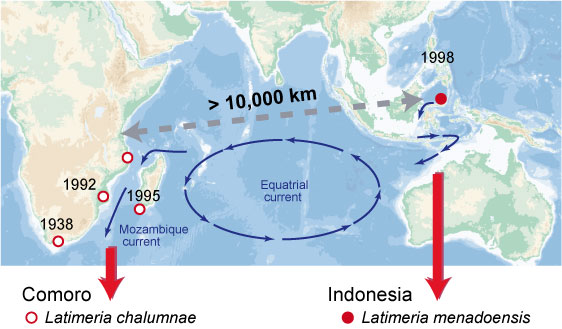 1998
> 10,000 km
1992
1995
1938
Equatrial
current
Mozambique
current
Comoro
Latimeria chalumnae
Indonesia
Latimeria menadoensis